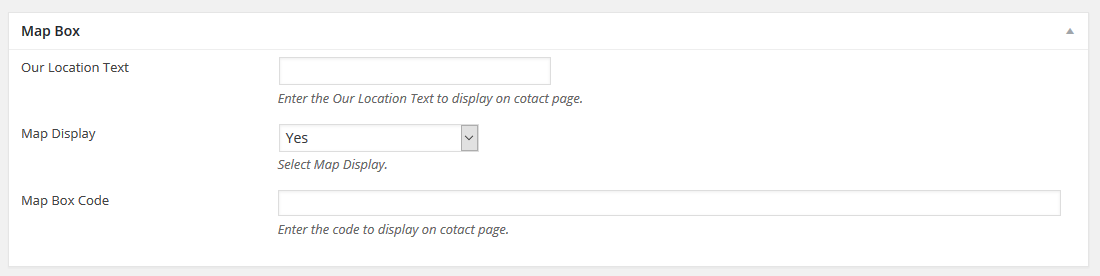 Map Box
Our Location Text
Enter the Our Location Text to display on cotact page.
Map Display
Yes
Select Map Display.
Map Box Code
Enter the code to display on cotact page.